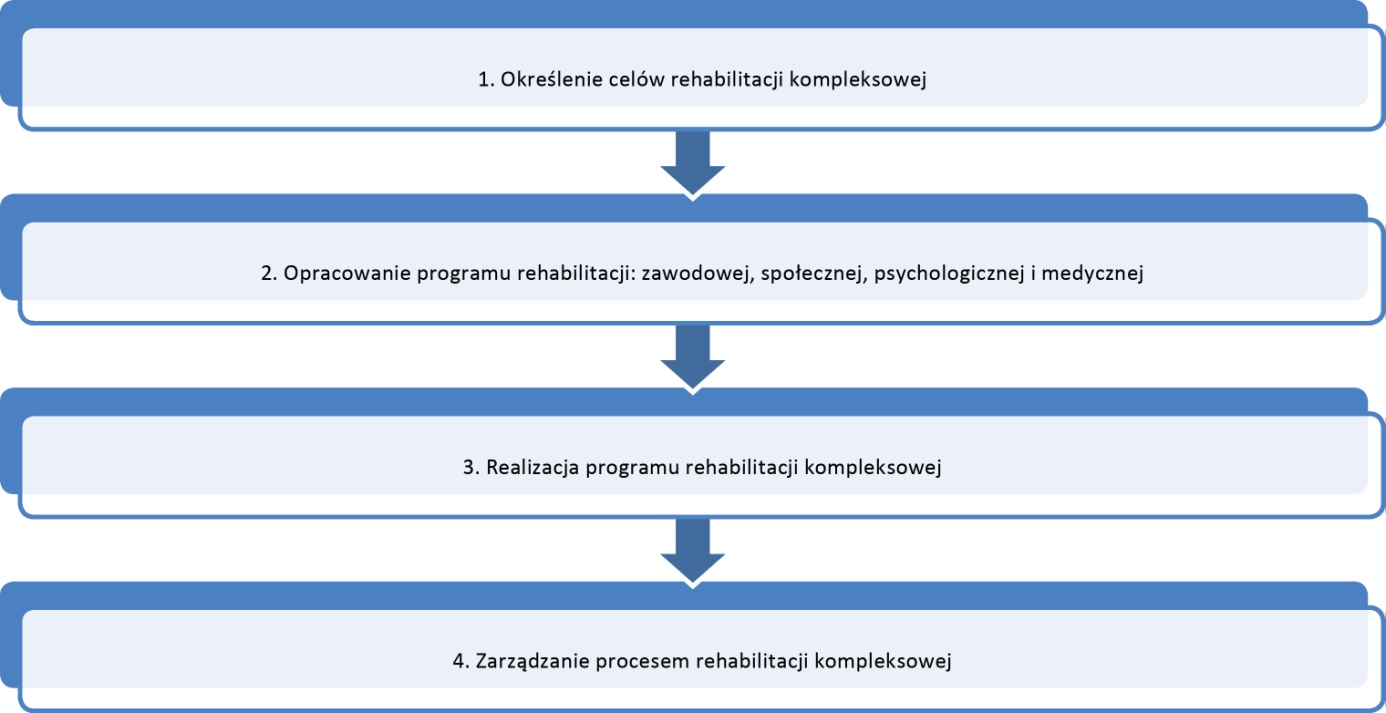 1. Określenie celów rehabilitacji kompleksowej
2. Opracowanie programu rehabilitacji: zawodowej, społecznej, psychologicznej i medycznej
3. Realizacja programu rehabilitacji kompleksowej
4. Zarządzanie procesem rehabilitacji kompleksowej